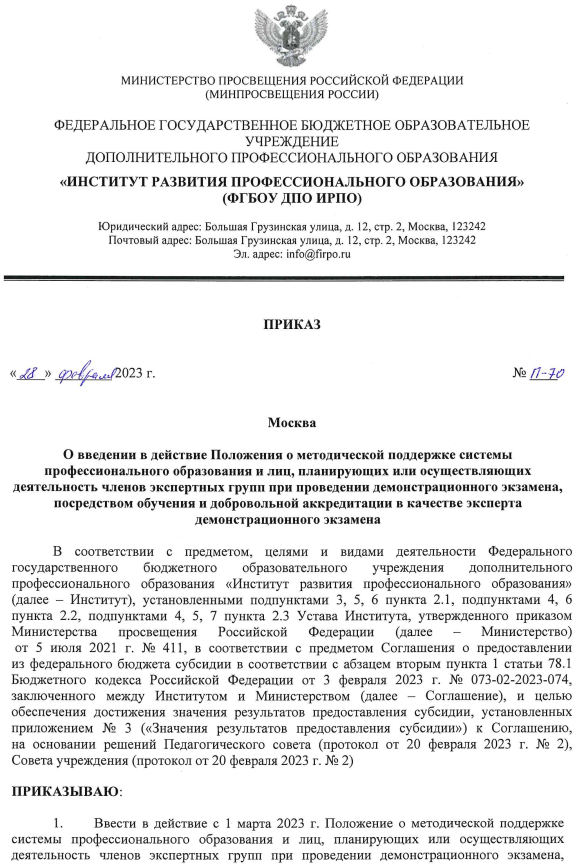 МИНИСТЕРСТВО ПРОСВЕЩЕНИЯ РОССИЙСКОЙ ФЕДЕРАЦИИ
(МИНПРОСВЕЩЕНИЯ РОССИИ)
ФЕДЕРАЛЬНОЕ ГОСУДАРСТВЕННОЕ БЮДЖЕТНОЕ ОБРАЗОВАТЕЛЬНОЕ
УЧРЕЖДЕНИЕ
ДОПОЛНИТЕЛЬНОГО ПРОФЕССИОНАЛЬНОГО ОБРАЗОВАНИЯ
«ИНСТИТУТ РАЗВИТИЯ ПРОФЕССИОНАЛЬНОГО ОБРАЗОВАНИЯ»
(ФГБОУ ДПО ИРПО)
Юридический адрес: Большая Грузинская улица, д. 12, стр. 2, Москва, 123242
Почтовый адрес: Большая Грузинская улица, д. 12, стр. 2, Москва, 123242
Эл. адрес: info@firpo.ru
ПРИКАЗ
«28» февраля 2023 г. № П-70
Москва
О введении в действие Положения о методической поддержке системы
профессионального образования и лиц, планирующих или осуществляющих
деятельность членов экспертных групп при проведении демонстрационного экзамена,
посредством обучения и добровольной аккредитации в качестве эксперта
демонстрационного экзамена
В соответствии с предметом, целями и видами деятельности Федерального
государственного бюджетного образовательного учреждения дополнительного
профессионального образования «Институт развития профессионального образования»
(далее – Институт), установленными подпунктами 3, 5, 6 пункта 2.1, подпунктами 4, 6
пункта 2.2, подпунктами 4, 5, 7 пункта 2.3 Устава Института, утвержденного приказом
Министерства просвещения Российской Федерации (далее – Министерство)
от 5 июля 2021 г. № 411, в соответствии с предметом Соглашения о предоставлении
из федерального бюджета субсидии в соответствии с абзацем вторым пункта 1 статьи 78.1
Бюджетного кодекса Российской Федерации от 3 февраля 2023 г. № 073-02-2023-074,
заключенного между Институтом и Министерством (далее – Соглашение), и целью
обеспечения достижения значения результатов предоставления субсидии, установленных
приложением № 3 («Значения результатов предоставления субсидии») к Соглашению,
на основании решений Педагогического совета (протокол от 20 февраля 2023 г. № 2),
Совета учреждения (протокол от 20 февраля 2023 г. № 2)
ПРИКАЗЫВАЮ:
1. Ввести в действие с 1 марта 2023 г. Положение о методической поддержке
системы профессионального образования и лиц, планирующих или осуществляющих
деятельность членов экспертных групп при проведении демонстрационного экзамена,